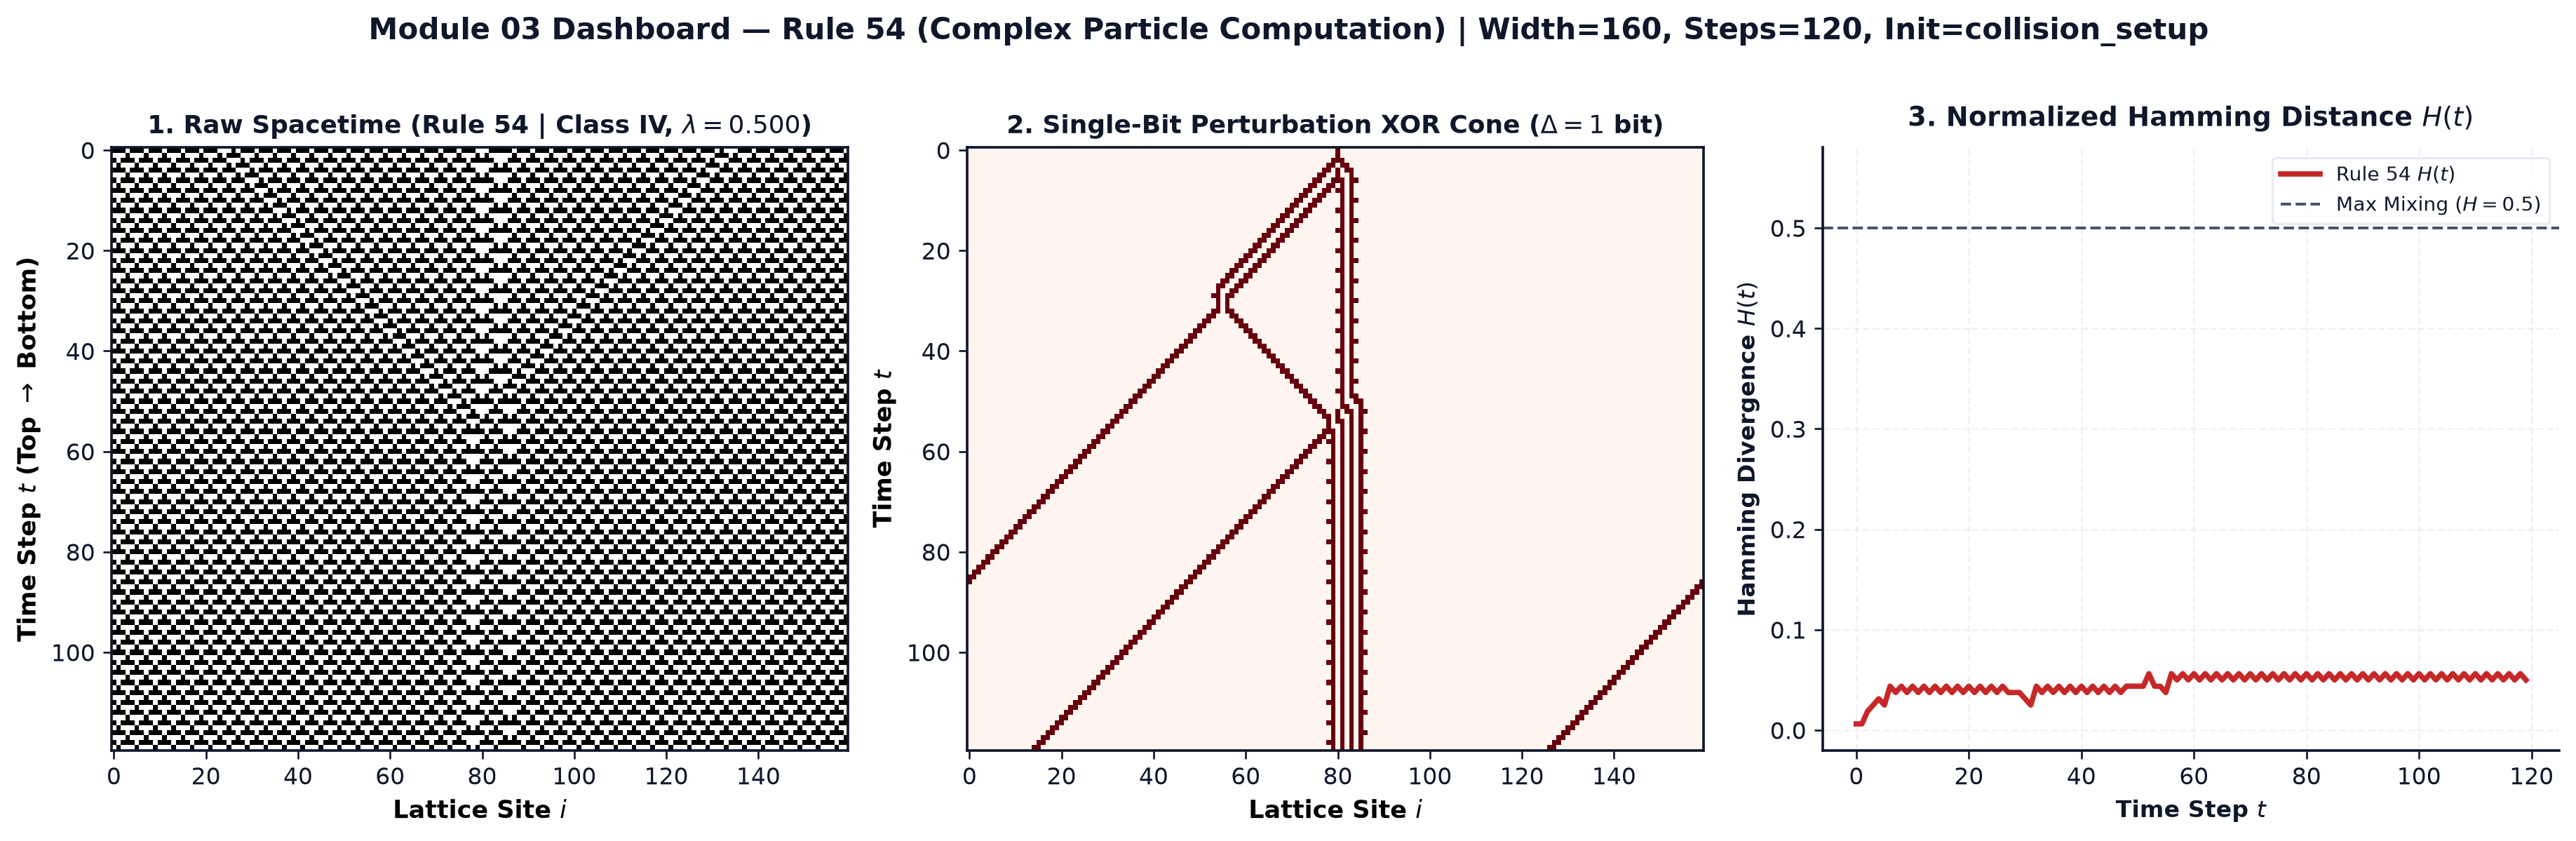 Module 03 Dashboard — Rule 54 (Complex Particle Computation) | Width=160, Steps=120, Init=collision_setup
1. Raw Spacetime (Rule 54 | Class IV, λ = 0.500)
Time Step t (Top → Bottom)
0
20
40
60
80
100
0 20 40 60 80 100 120 140
Lattice Site i
2. Single-Bit Perturbation XOR Cone (Δ = 1 bit)
Time Step t
0
20
40
60
80
100
0 20 40 60 80 100 120 140
Lattice Site i
3. Normalized Hamming Distance H(t)
Rule 54 H(t)
Max Mixing (H = 0.5)
Hamming Divergence H(t)
0.5
0.4
0.3
0.2
0.1
0.0
0 20 40 60 80 100 120
Time Step t